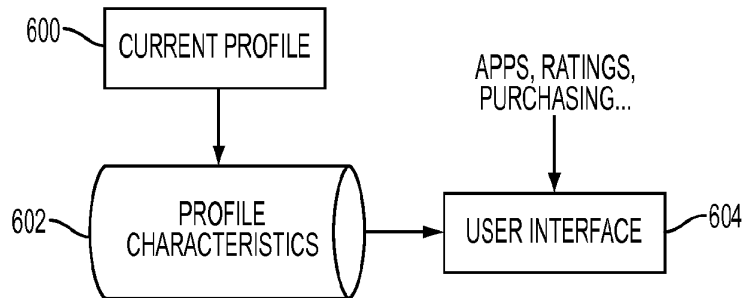 600
CURRENT PROFILE
APPS, RATINGS,
PURCHASING...
602
PROFILE
CHARACTERISTICS
USER INTERFACE
604